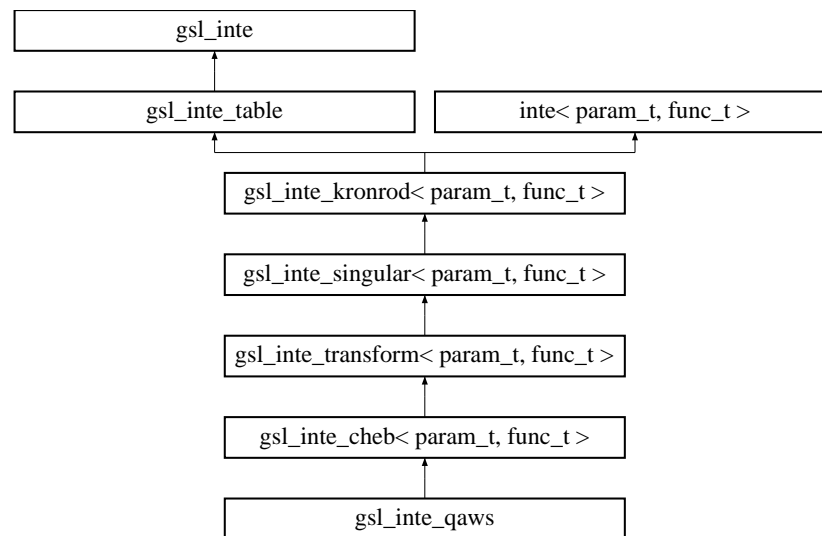 gsl_inte
gsl_inte_table
inte< param_t, func_t >
gsl_inte_kronrod< param_t, func_t >
gsl_inte_singular< param_t, func_t >
gsl_inte_transform< param_t, func_t >
gsl_inte_cheb< param_t, func_t >
gsl_inte_qaws